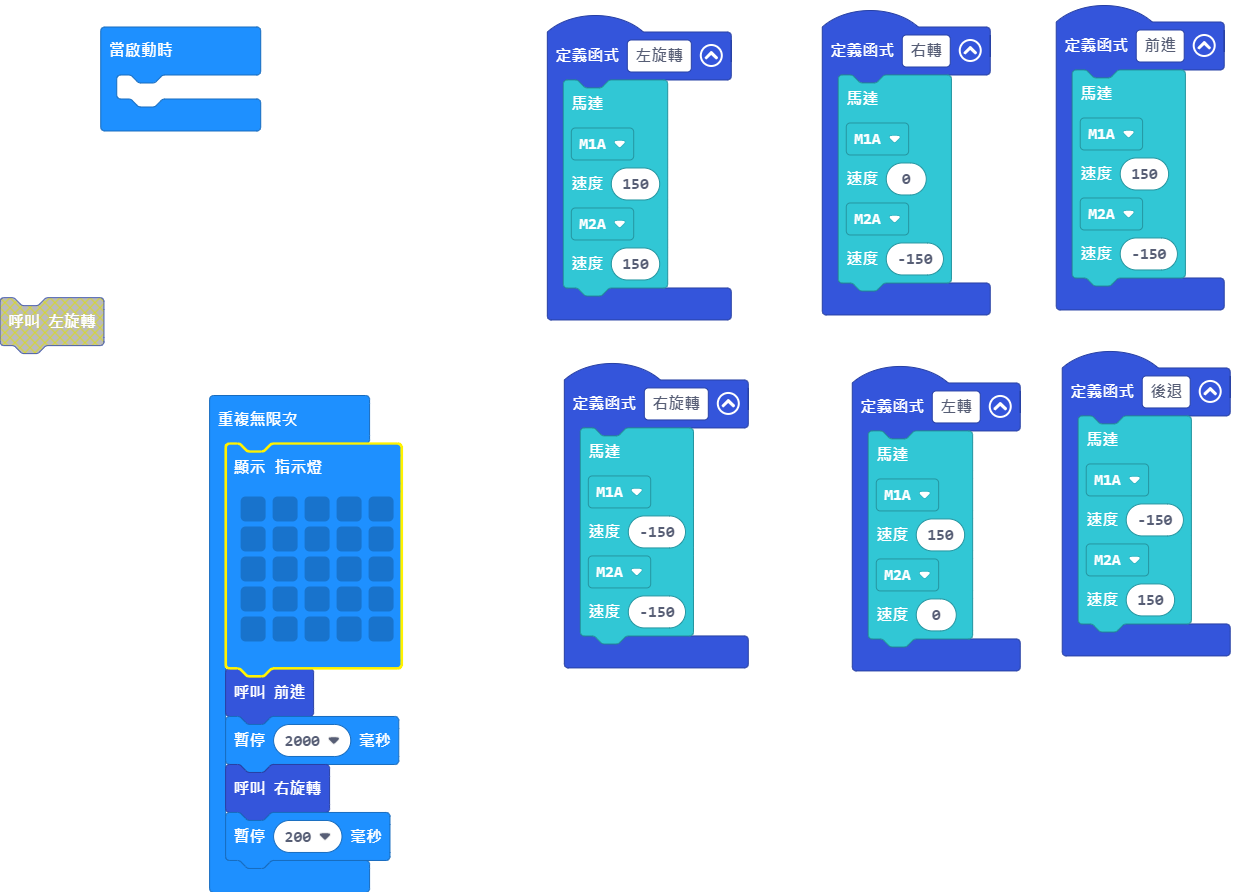 當啟動時
呼叫 左旋轉
重複無限次
顯示 指示燈
呼叫 前進
暫停 2000 毫秒
呼叫 右旋轉
暫停 200 毫秒
定義函式 左旋轉
馬達
M1A
速度 150
M2A
速度 150
定義函式 右轉
馬達
M1A
速度 0
M2A
速度 -150
定義函式 前進
馬達
M1A
速度 150
M2A
速度 -150
定義函式 右旋轉
馬達
M1A
速度 -150
M2A
速度 -150
定義函式 左轉
馬達
M1A
速度 150
M2A
速度 0
定義函式 後退
馬達
M1A
速度 -150
M2A
速度 150